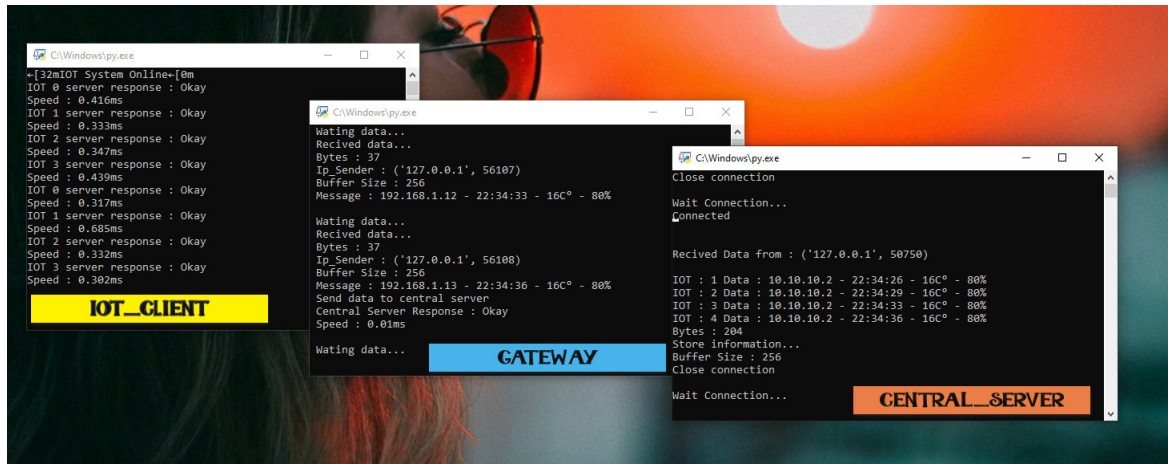 C:\Windows\py.exe
←[32mIOT System Online←[0m
IOT 0 server response : Okay
Speed : 0.416ms
IOT 1 server response : Okay
Speed : 0.333ms
IOT 2 server response : Okay
Speed : 0.347ms
IOT 3 server response : Okay
Speed : 0.439ms
IOT 0 server response : Okay
Speed : 0.317ms
IOT 1 server response : Okay
Speed : 0.685ms
IOT 2 server response : Okay
Speed : 0.332ms
IOT 3 server response : Okay
Speed : 0.302ms
IOT_CLIENT
C:\Windows\py.exe
Wating data...
Recived data...
Bytes : 37
Ip_Sender : ('127.0.0.1', 56107)
Buffer Size : 256
Message : 192.168.1.12 - 22:34:33 - 16Cº - 80%
Wating data...
Recived data...
Bytes : 37
Ip_Sender : ('127.0.0.1', 56108)
Buffer Size : 256
Message : 192.168.1.13 - 22:34:36 - 16Cº - 80%
Send data to central server
Central Server Response : Okay
Speed : 0.01ms
Wating data...
GATEWAY
C:\Windows\py.exe
Close connection
Wait Connection...
Connected
Recived Data from : ('127.0.0.1', 50750)
IOT : 1 Data : 10.10.10.2 - 22:34:26 - 16Cº - 80%
IOT : 2 Data : 10.10.10.2 - 22:34:29 - 16Cº - 80%
IOT : 3 Data : 10.10.10.2 - 22:34:33 - 16Cº - 80%
IOT : 4 Data : 10.10.10.2 - 22:34:36 - 16Cº - 80%
Bytes : 204
Store information...
Buffer Size : 256
Close connection
Wait Connection...
CENTRAL_SERVER